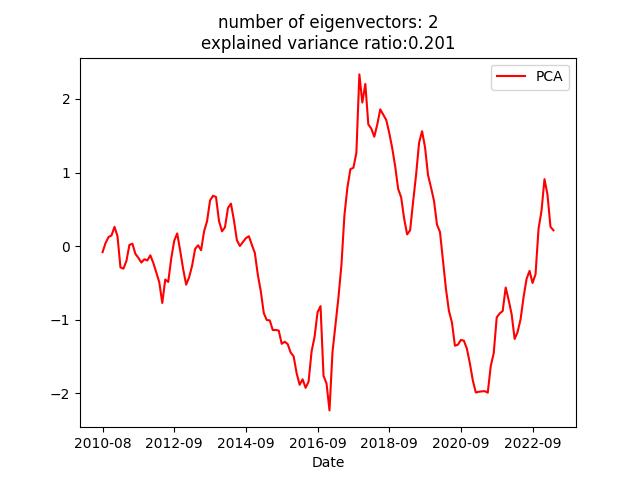 number of eigenvectors: 2
explained variance ratio:0.201
PCA
2
1
0
−1
−2
2010-08 2012-09 2014-09 2016-09 2018-09 2020-09 2022-09
Date